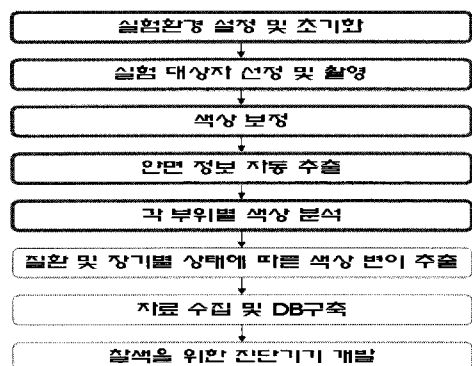 실험환경 설정 및 초기화
실험 대상자 선정 및 촬영
색상 보정
안면 정보 자동 추출
각 부위별 색상 분석
질환 및 장기별 상태에 따른 색상 변이 추출
자료 수집 및 DB구축
찰색을 위한 진단기기 개발